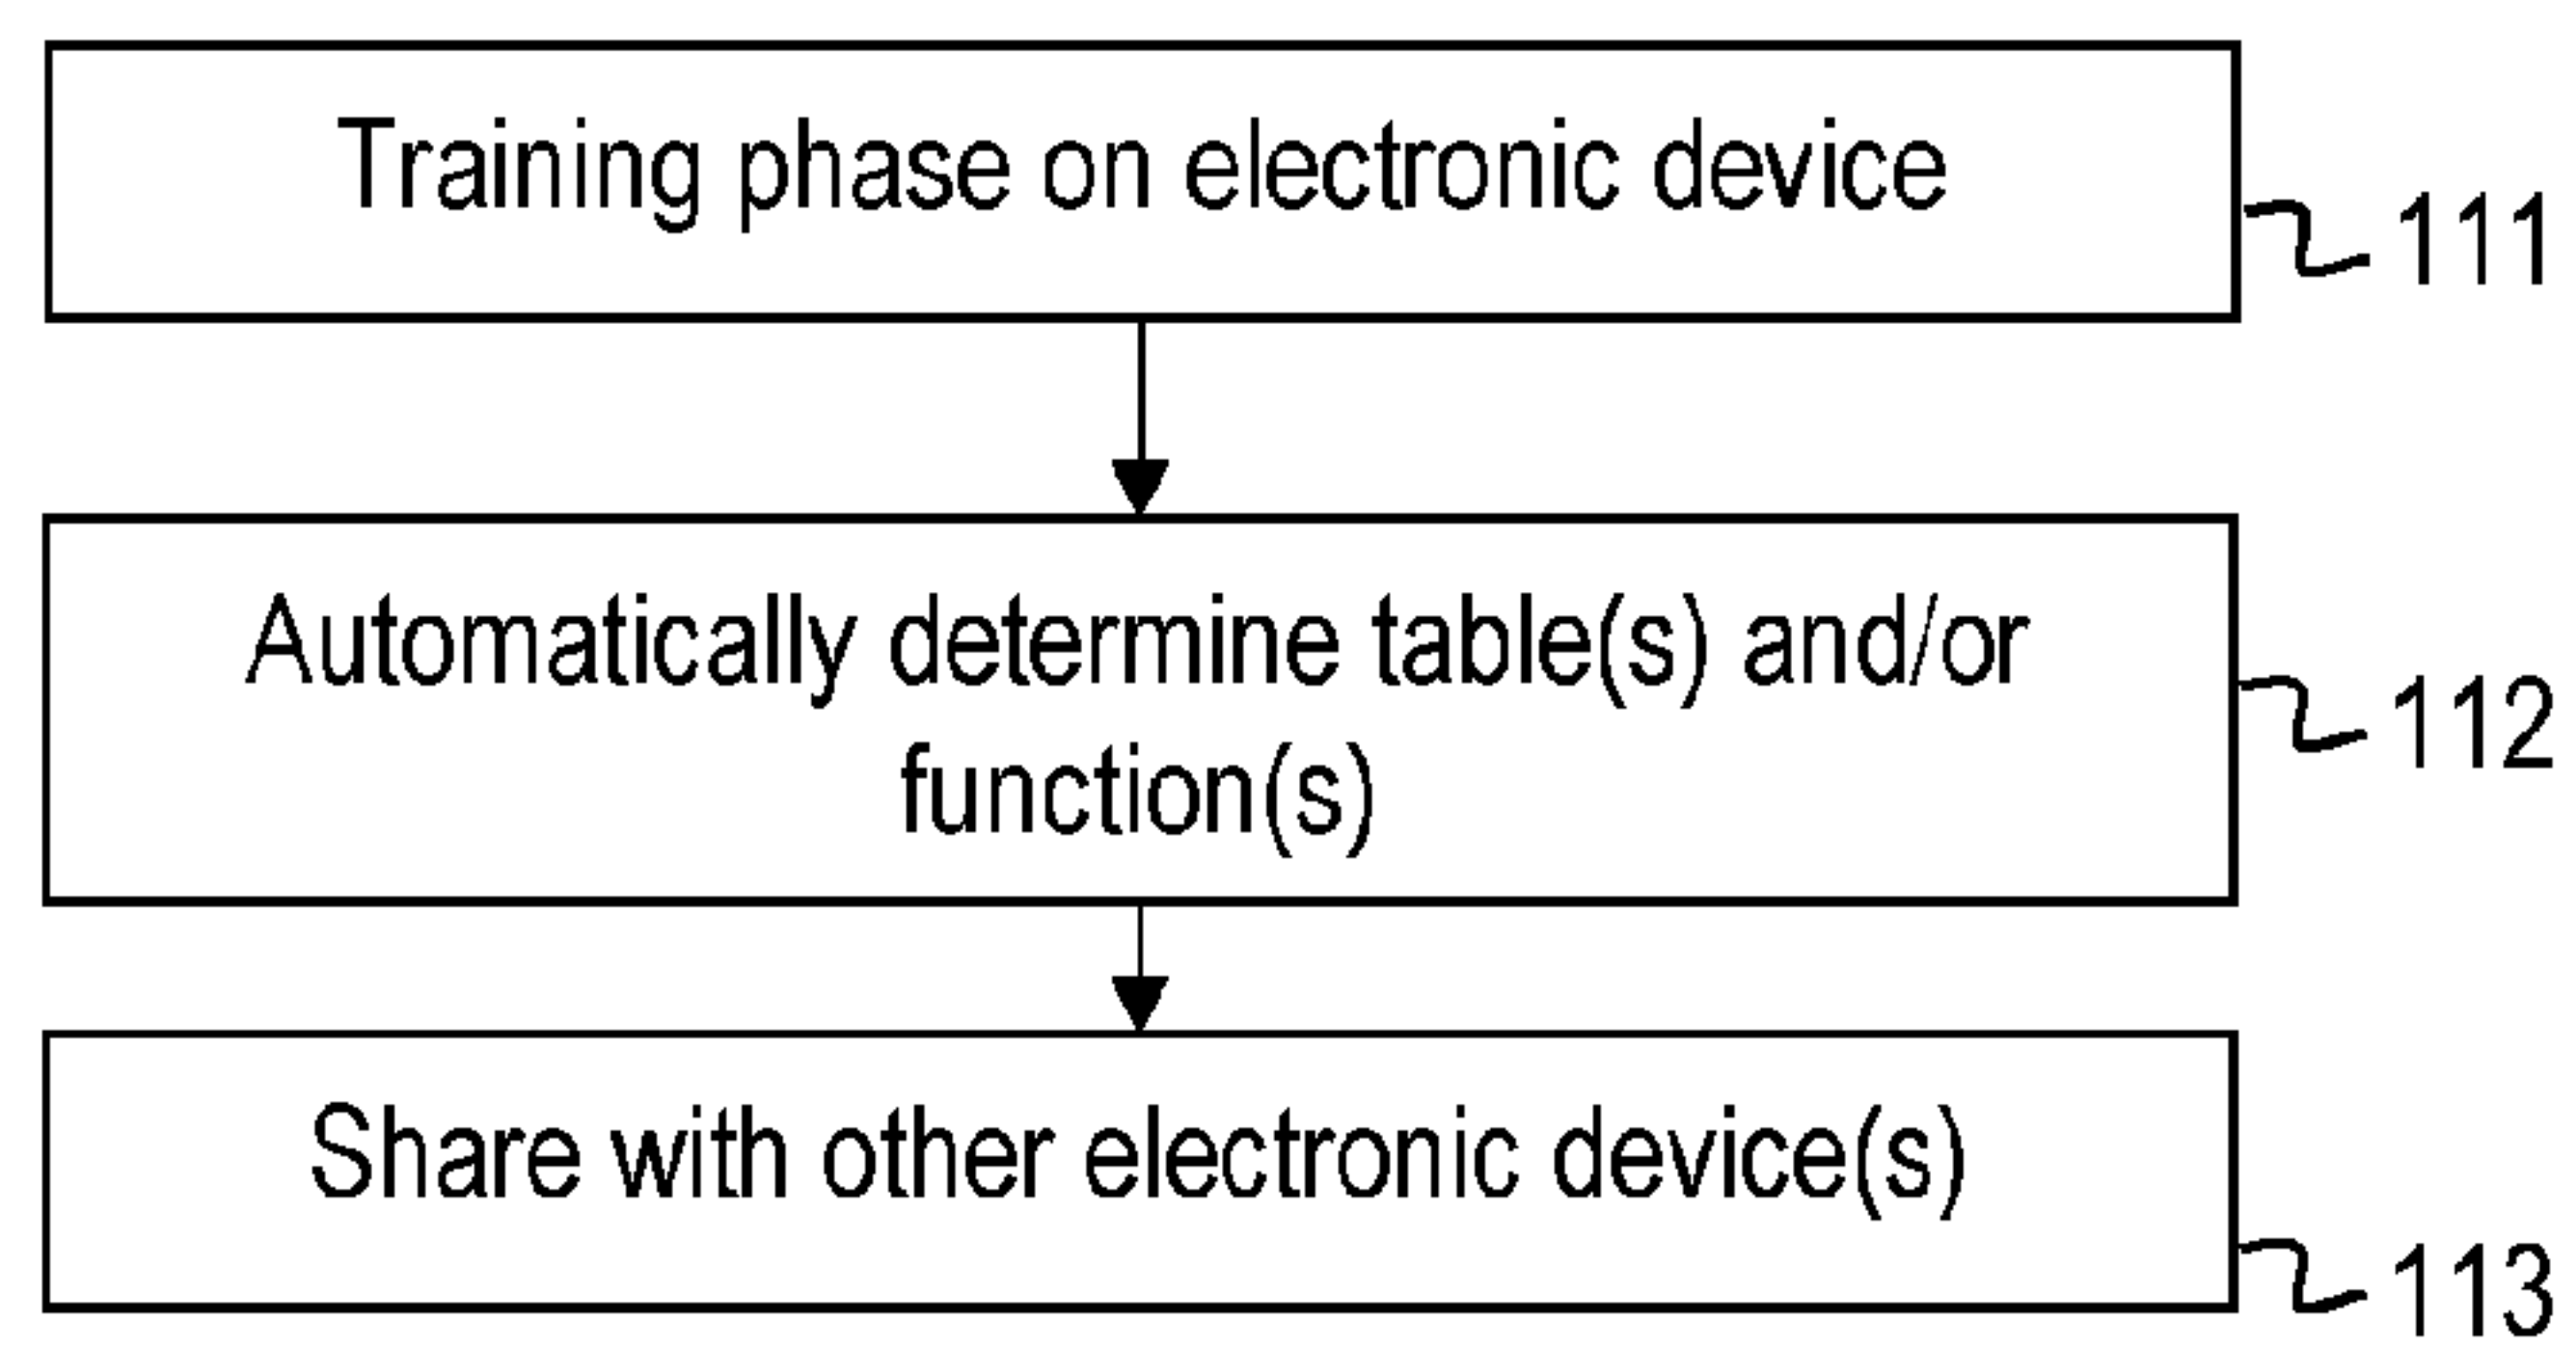 Training phase on electronic device
111
Automatically determine table(s) and/or
function(s)
112
Share with other electronic device(s)
113